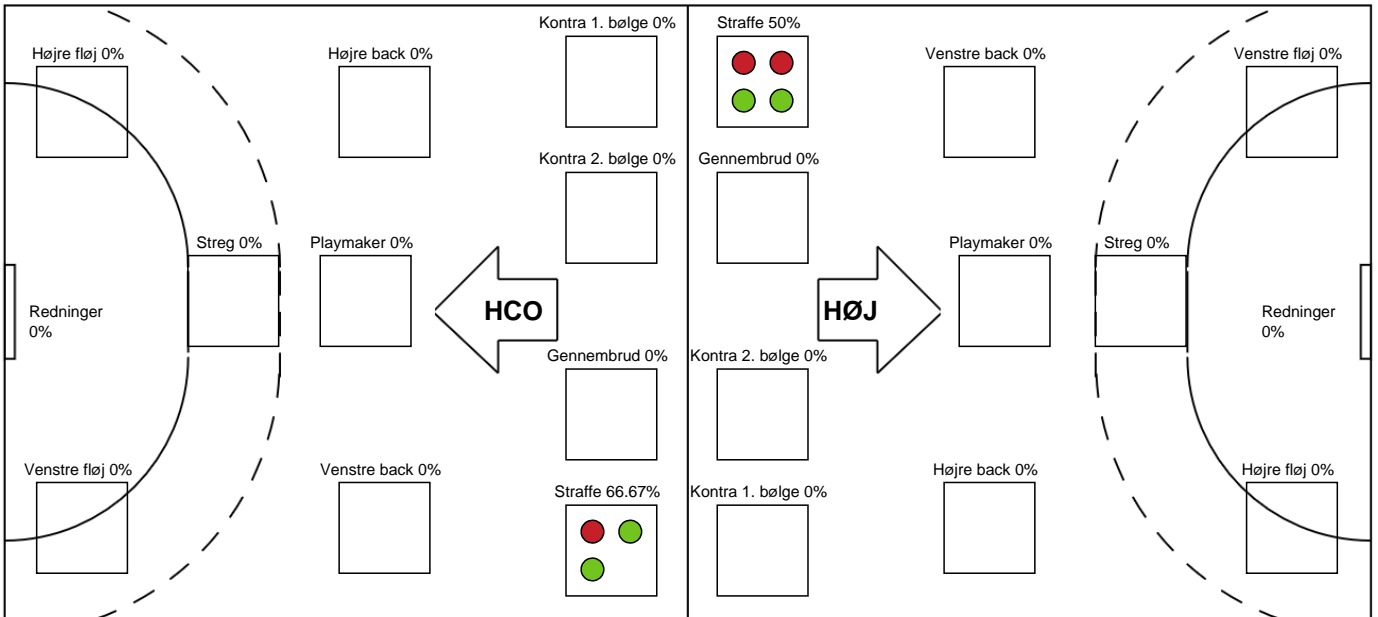 Kontra 1. bølge 0%
Straffe 50%
Højre fløj 0%
Højre back 0%
Venstre back 0%
Venstre fløj 0%
Kontra 2. bølge 0%
Gennembrud 0%
Streg 0%
Playmaker 0%
Playmaker 0%
Streg 0%
Redninger
0%
HCO
HØJ
Redninger
0%
Gennembrud 0%
Kontra 2. bølge 0%
Venstre fløj 0%
Venstre back 0%
Højre back 0%
Højre fløj 0%
Straffe 66.67%
Kontra 1. bølge 0%